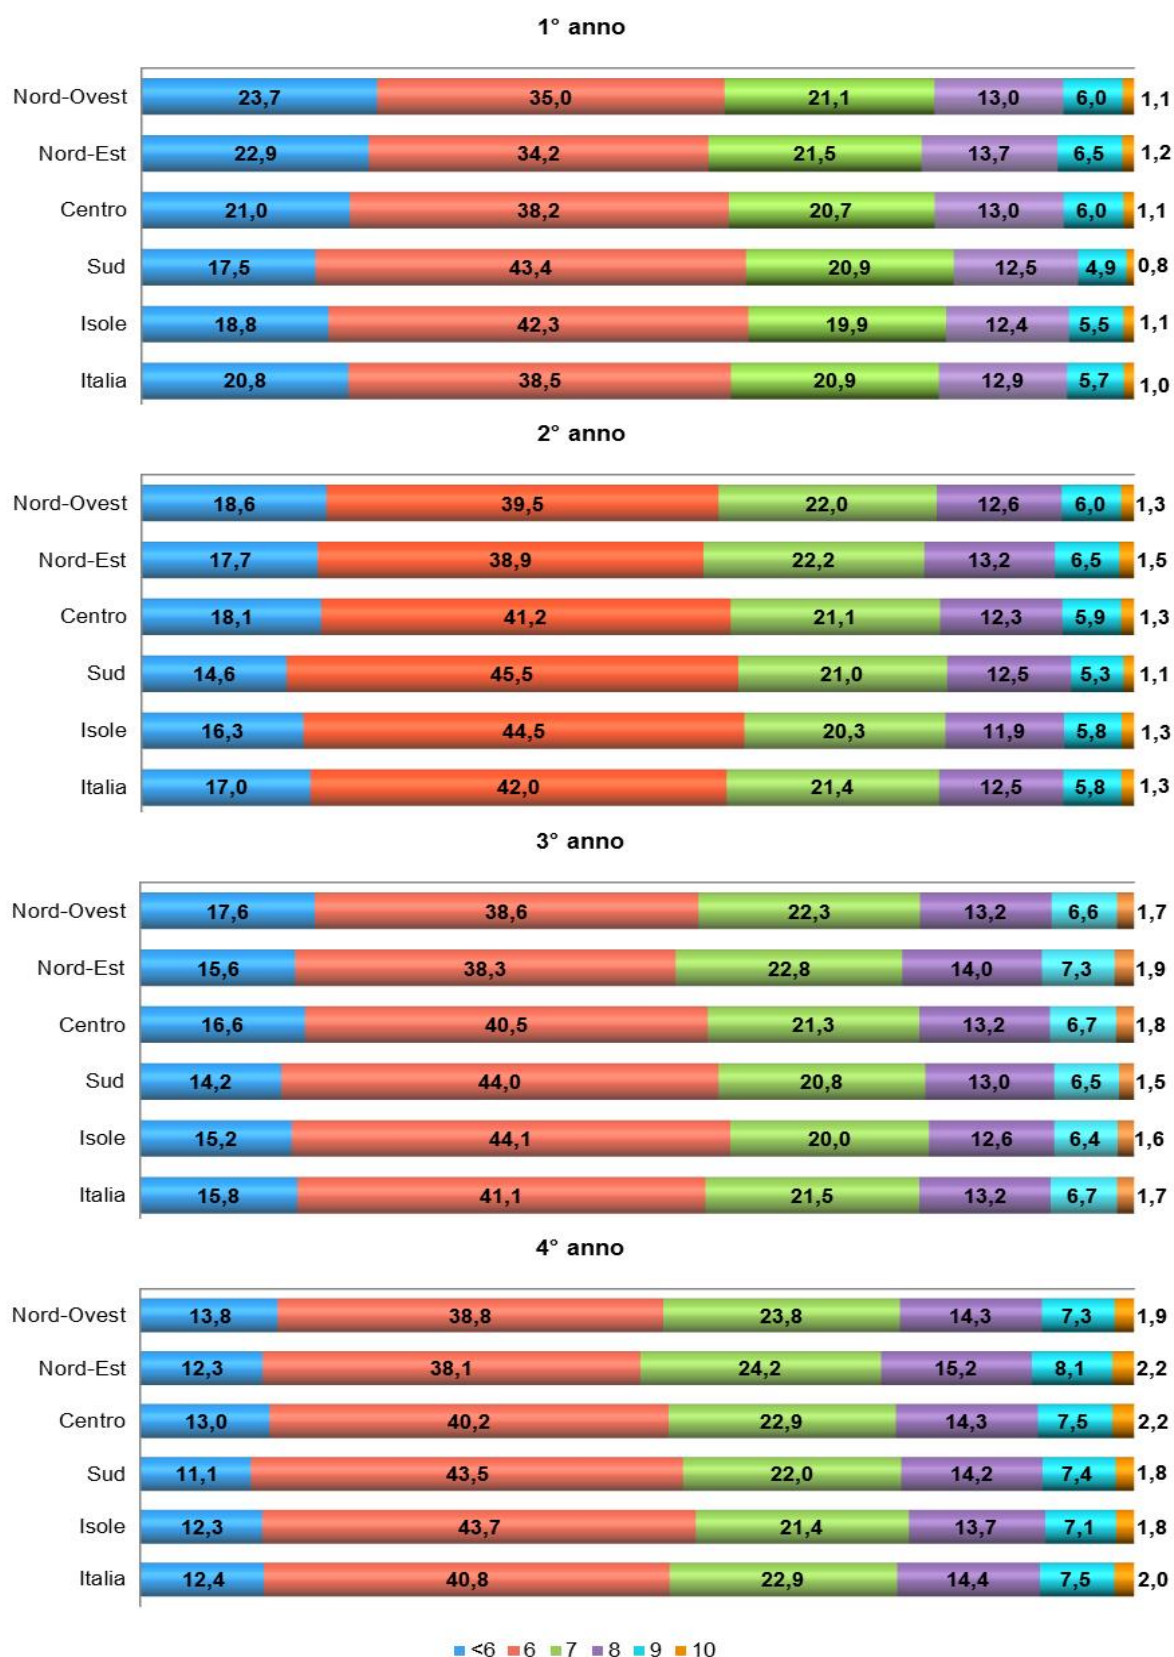 1° anno
Nord-Ovest 23,7 35,0 21,1 13,0 6,0 1,1
Nord-Est 22,9 34,2 21,5 13,7 6,5 1,2
Centro 21,0 38,2 20,7 13,0 6,0 1,1
Sud 17,5 43,4 20,9 12,5 4,9 0,8
Isole 18,8 42,3 19,9 12,4 5,5 1,1
Italia 20,8 38,5 20,9 12,9 5,7 1,0
2° anno
Nord-Ovest 18,6 39,5 22,0 12,6 6,0 1,3
Nord-Est 17,7 38,9 22,2 13,2 6,5 1,5
Centro 18,1 41,2 21,1 12,3 5,9 1,3
Sud 14,6 45,5 21,0 12,5 5,3 1,1
Isole 16,3 44,5 20,3 11,9 5,8 1,3
Italia 17,0 42,0 21,4 12,5 5,8 1,3
3° anno
Nord-Ovest 17,6 38,6 22,3 13,2 6,6 1,7
Nord-Est 15,6 38,3 22,8 14,0 7,3 1,9
Centro 16,6 40,5 21,3 13,2 6,7 1,8
Sud 14,2 44,0 20,8 13,0 6,5 1,5
Isole 15,2 44,1 20,0 12,6 6,4 1,6
Italia 15,8 41,1 21,5 13,2 6,7 1,7
4° anno
Nord-Ovest 13,8 38,8 23,8 14,3 7,3 1,9
Nord-Est 12,3 38,1 24,2 15,2 8,1 2,2
Centro 13,0 40,2 22,9 14,3 7,5 2,2
Sud 11,1 43,5 22,0 14,2 7,4 1,8
Isole 12,3 43,7 21,4 13,7 7,1 1,8
Italia 12,4 40,8 22,9 14,4 7,5 2,0
<6 6 7 8 9 10